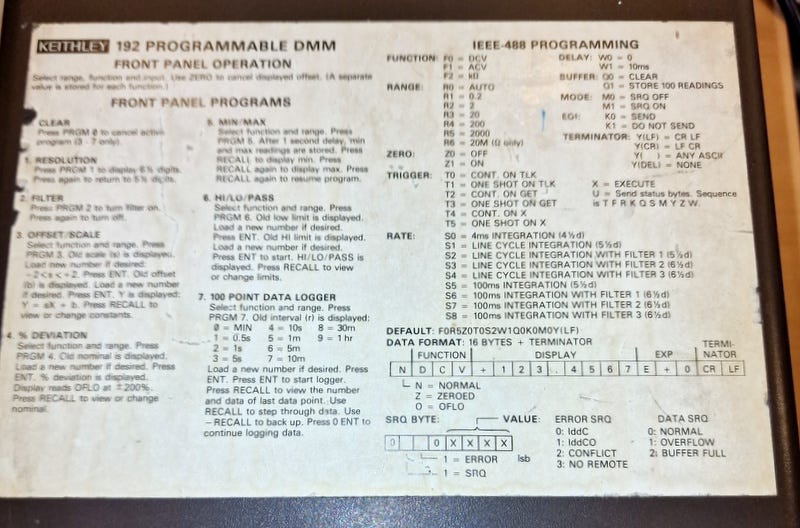 KEITHLEY 192 PROGRAMMABLE DMM
FRONT PANEL OPERATION
Select range, function and input. Use ZERO to cancel displayed offset. (A separate
value is stored for each function.)
FRONT PANEL PROGRAMS
CLEAR
Press PRGM 0 to cancel active
program (3 - 7 only).
1. RESOLUTION
Press PRGM 1 to display 6½ digits.
Press again to return to 5½ digits.
2. FILTER
Press PRGM 2 to turn filter on.
Press again to turn off.
3. OFFSET/SCALE
Select function and range. Press
PRGM 3. Old scale (s) is displayed.
Load new number if desired:
-2<s<+2. Press ENT. Old offset
(b) is displayed. Load a new number
if desired. Press ENT. Y is displayed:
Y = sX + b. Press RECALL to
view or change constants.
4. % DEVIATION
Select function and range. Press
PRGM 4. Old nominal is displayed.
Load a new number if desired.
ENT. % deviation is displayed.
Display reads OFLO at ±200%.
Press RECALL to view or change
nominal.
5. MIN/MAX
Select function and range. Press
PRGM 5. After 1 second delay, min
and max readings are stored. Press
RECALL to display min. Press
RECALL again to display max. Press
RECALL again to resume program.
6. HI/LO/PASS
Select function and range. Press
PRGM 6. Old low limit is displayed.
Load a new number if desired.
Press ENT. Old HI limit is displayed.
Load a new number if desired.
Press ENT to start. HI/LO/PASS is
displayed. Press RECALL to view
or change limits.
7. 100 POINT DATA LOGGER
Select function and range. Press
PRGM 7. Old interval (r) is displayed:
0 = MIN 4 = 10s 8 = 30m
1 = 0.5s 5 = 1m 9 = 1 hr
2 = 1s 6 = 5m
3 = 5s 7 = 10m
Load a new number if desired. Press
ENT. Press ENT to start logger.
Press RECALL to view the number
and data of last data point. Use
RECALL to step through data. Use
–RECALL to back up. Press 0 ENT to
continue logging data.
IEEE-488 PROGRAMMING
FUNCTION: F0 = DCV
F1 = ACV
F2 = kΩ
RANGE: R0 = AUTO
R1 = 0.2
R2 = 2
R3 = 20
R4 = 200
R5 = 2000
R6 = 20M (Ω only)
ZERO: Z0 = OFF
Z1 = ON
TRIGGER: T0 = CONT. ON TLK
T1 = ONE SHOT ON TLK
T2 = CONT. ON GET
T3 = ONE SHOT ON GET
T4 = CONT. ON X
T5 = ONE SHOT ON X
DELAY: W0 = 0
W1 = 10ms
BUFFER: Q0 = CLEAR
Q1 = STORE 100 READINGS
MODE: M0 = SRQ OFF
M1 = SRQ ON
EOI: K0 = SEND
K1 = DO NOT SEND
TERMINATOR: Y(LF) = CR LF
Y(CR) = LF CR
Y( ) = ANY ASCII
Y(DEL) = NONE
X = EXECUTE
U = Send status bytes. Sequence
is T F R K Q S M Y Z W.
RATE: S0 = 4ms INTEGRATION (4½d)
S1 = LINE CYCLE INTEGRATION (5½d)
S2 = LINE CYCLE INTEGRATION WITH FILTER 1 (5½d)
S3 = LINE CYCLE INTEGRATION WITH FILTER 2 (6½d)
S4 = LINE CYCLE INTEGRATION WITH FILTER 3 (6½d)
S5 = 100ms INTEGRATION (5½d)
S6 = 100ms INTEGRATION WITH FILTER 1 (6½d)
S7 = 100ms INTEGRATION WITH FILTER 2 (6½d)
S8 = 100ms INTEGRATION WITH FILTER 3 (6½d)
DEFAULT: F0R5Z0T0S2W1Q0K0M0Y(LF)
DATA FORMAT: 16 BYTES + TERMINATOR
FUNCTION DISPLAY EXP TERMI-
NATOR
N D C V + 1 2 3 . 4 5 6 7 E + 0 CR LF
N = NORMAL
Z = ZEROED
O = OFLO
SRQ BYTE: VALUE: ERROR SRQ DATA SRQ
0 0 X X X X
lsb
1 = ERROR
1 = SRQ
0: IddC 0: NORMAL
1: IddCO 1: OVERFLOW
2: CONFLICT 2: BUFFER FULL
3: NO REMOTE